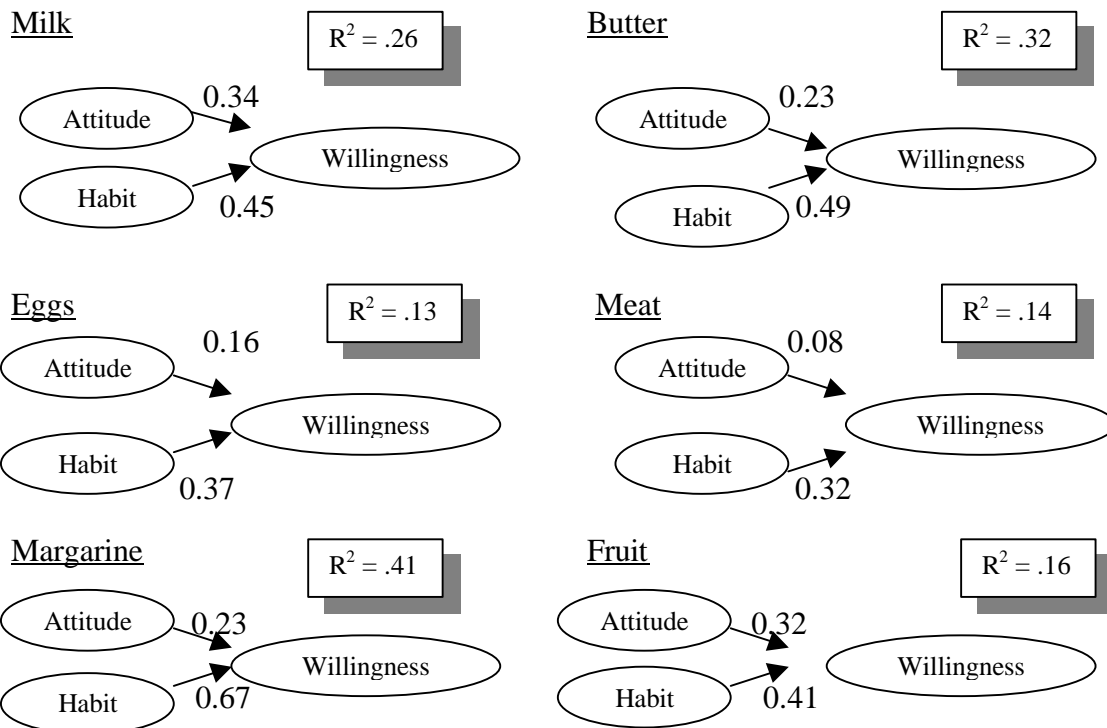 Milk
R² = .26
0.34
Attitude
Willingness
Habit
0.45
Butter
R² = .32
0.23
Attitude
Willingness
Habit
0.49
Eggs
R² = .13
0.16
Attitude
Willingness
Habit
0.37
Meat
R² = .14
0.08
Attitude
Willingness
Habit
0.32
Margarine
R² = .41
Attitude
0.23
Willingness
Habit
0.67
Fruit
R² = .16
Attitude
0.32
Willingness
Habit
0.41